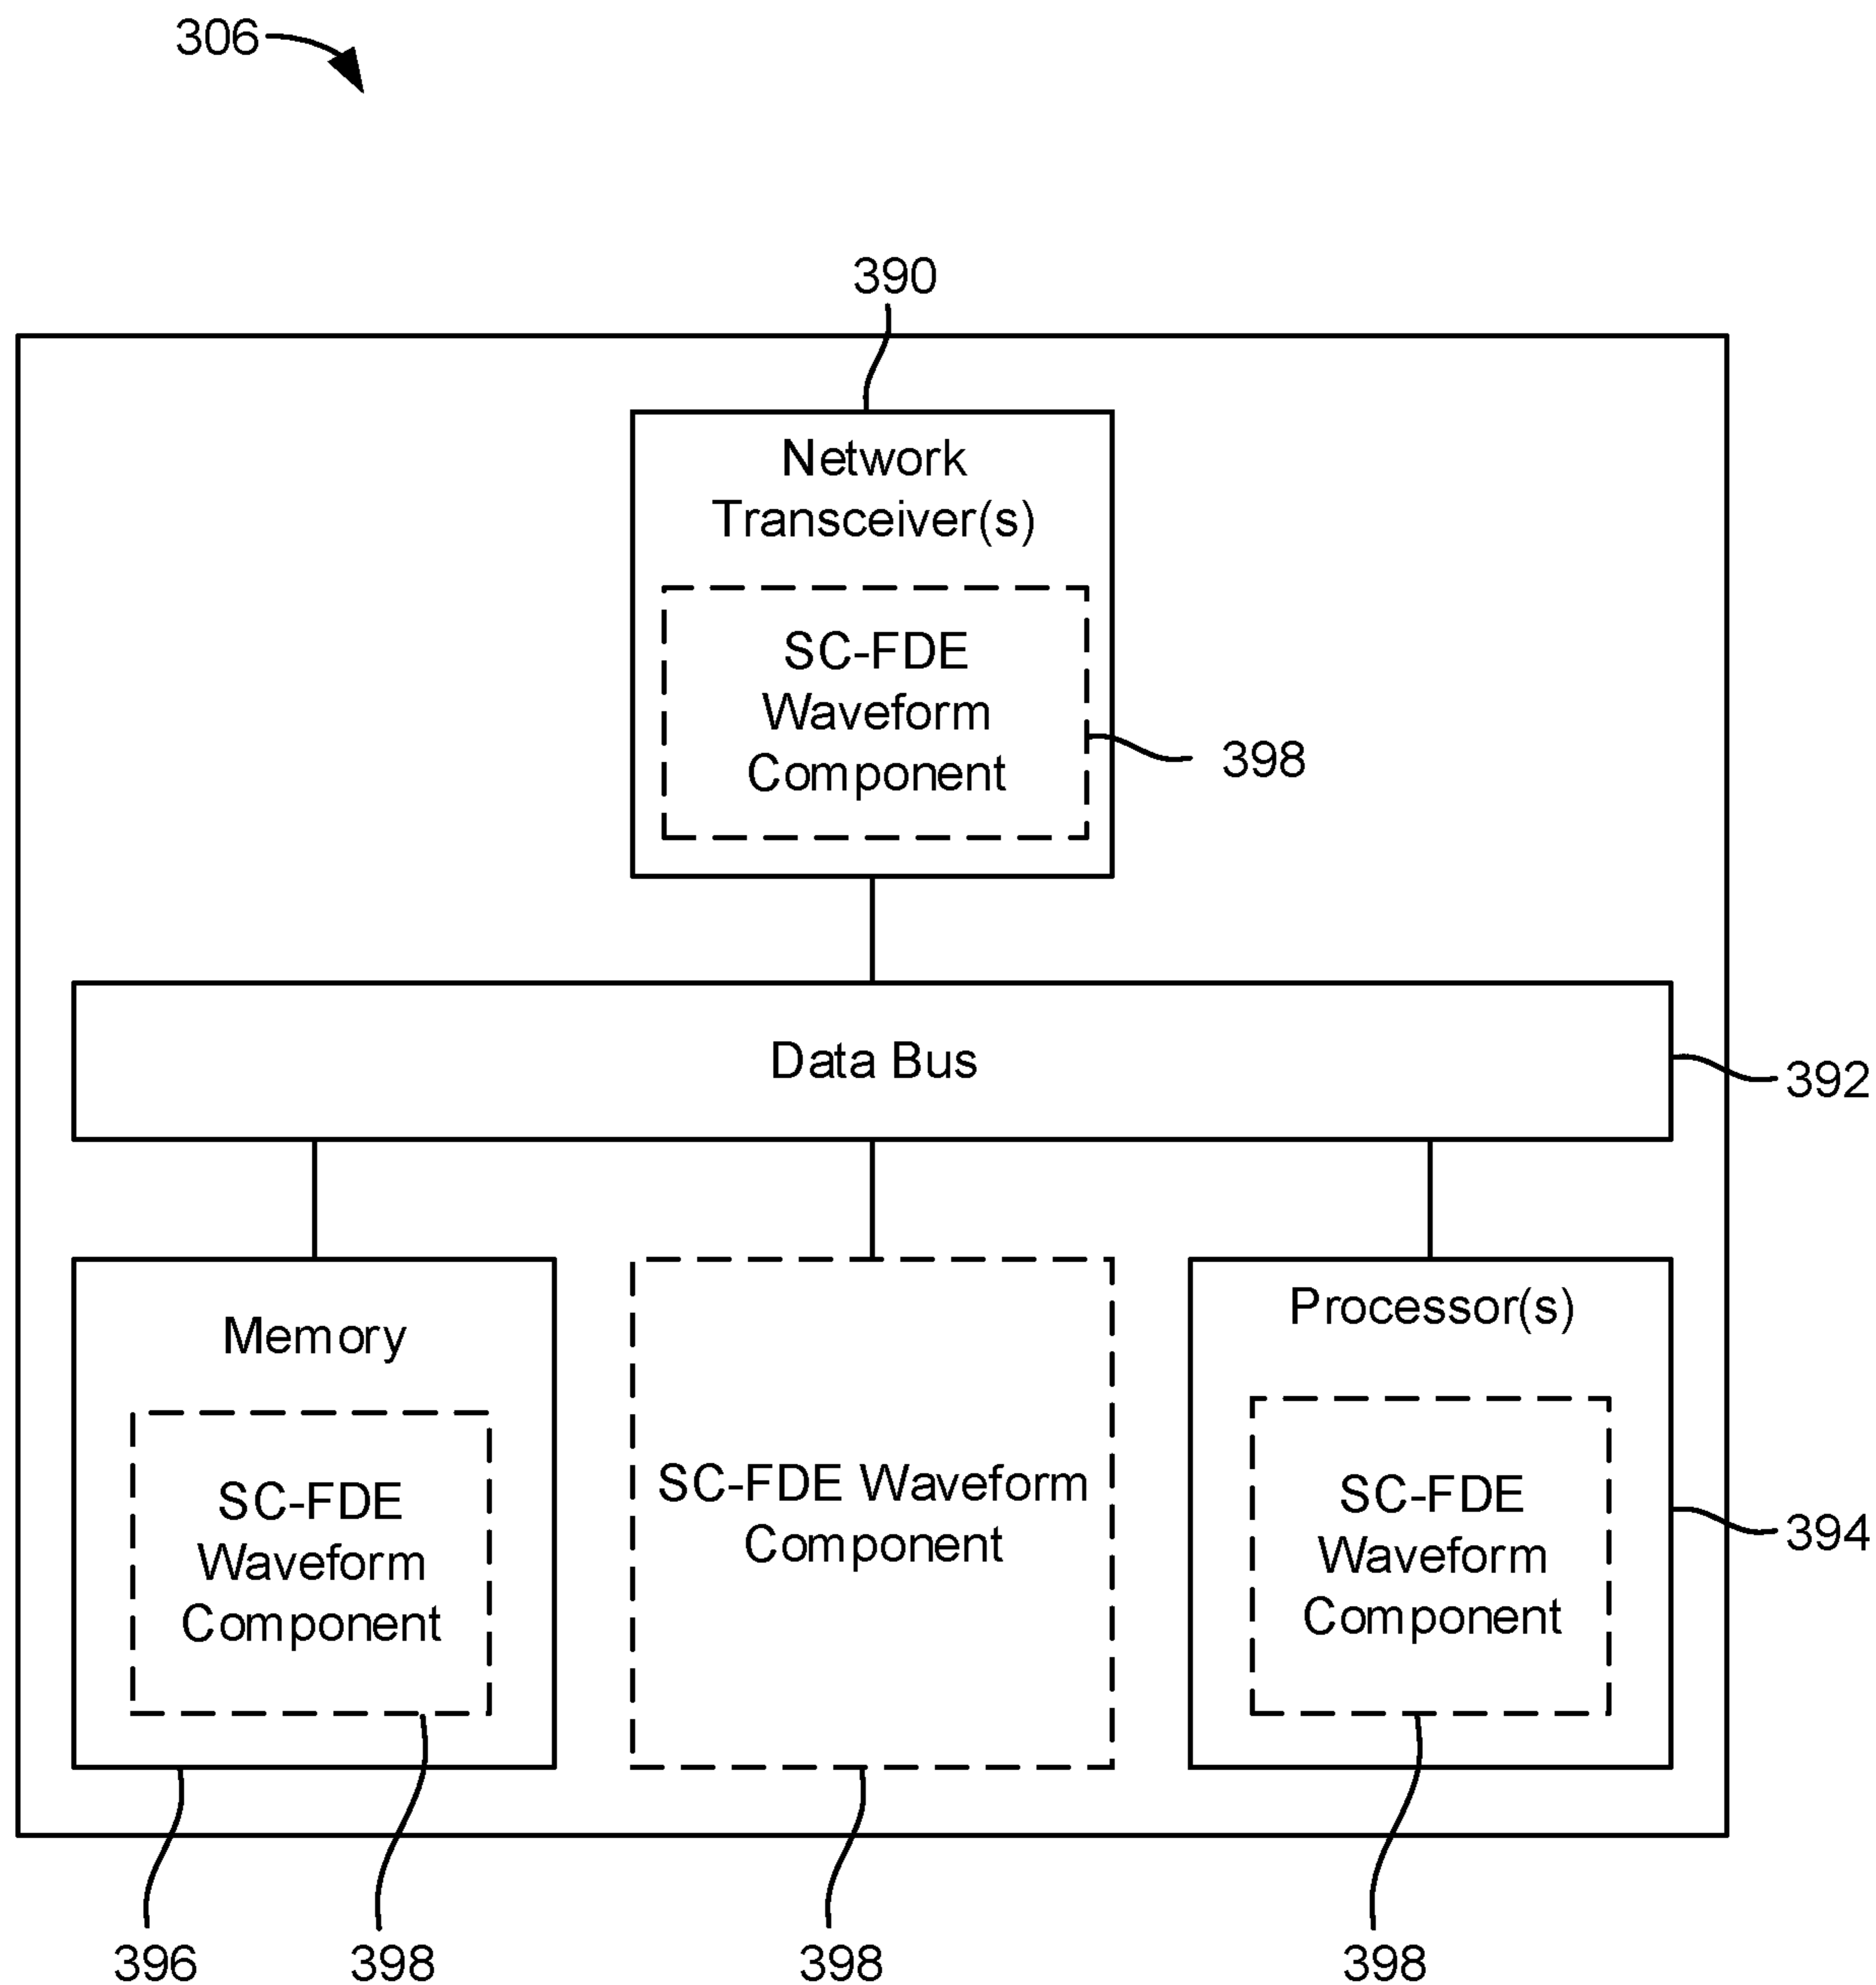 306
390
Network
Transceiver(s)
SC-FDE
Waveform
Component
398
Data Bus
392
Memory
SC-FDE
Waveform
Component
SC-FDE Waveform
Component
Processor(s)
SC-FDE
Waveform
Component
394
396
398
398
398